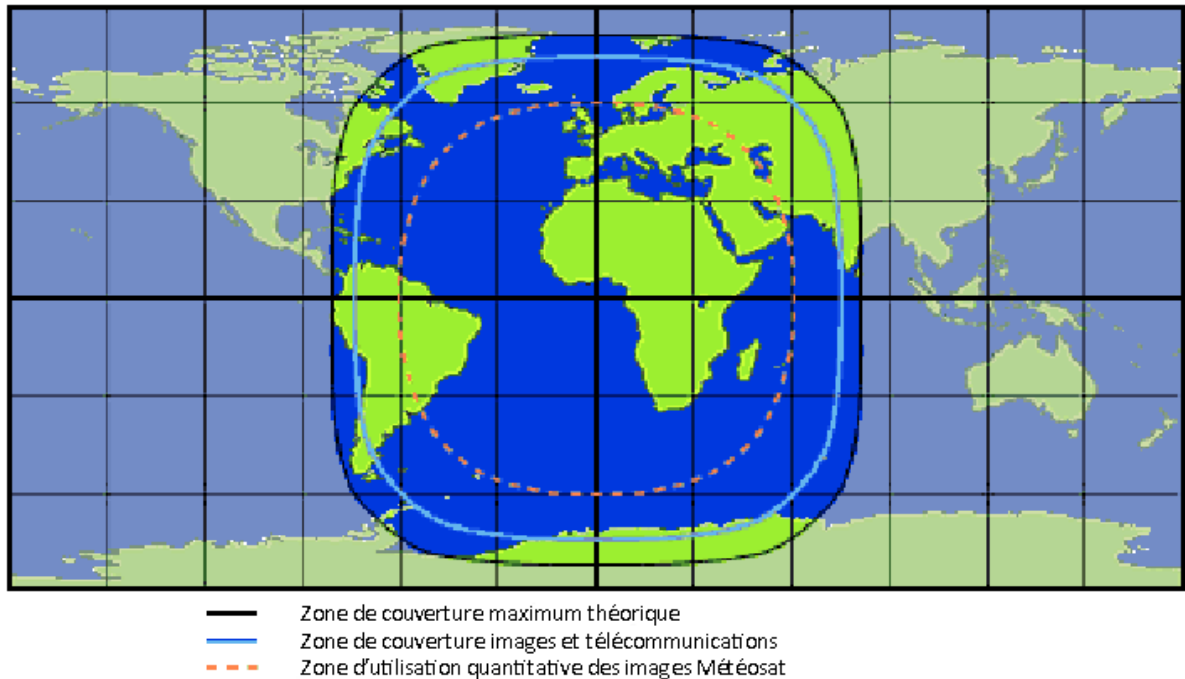 Zone de couverture maximum théorique
Zone de couverture images et télécommunications
Zone d'utilisation quantitative des images Météosat